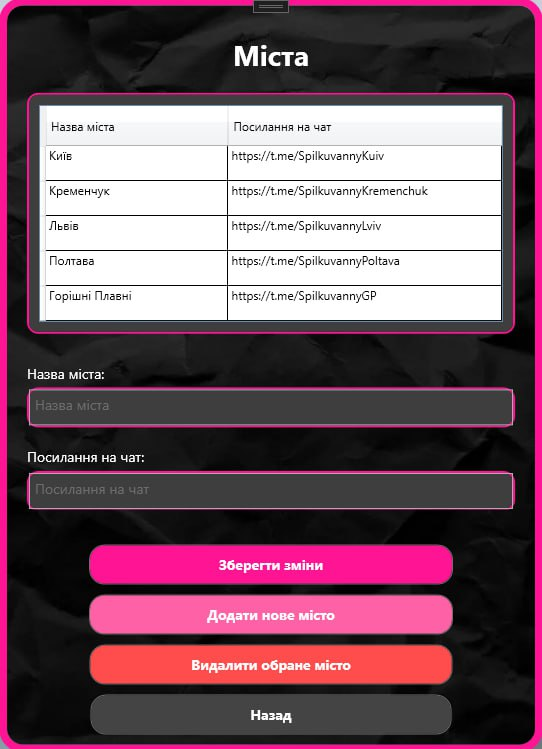 Міста
Назва міста Посилання на чат
Київ https://t.me/SpilkuvannyKuiv
Кременчук https://t.me/SpilkuvannyKremenchuk
Львів https://t.me/SpilkuvannyLviv
Полтава https://t.me/SpilkuvannyPoltava
Горішні Плавні https://t.me/SpilkuvannyGP
Назва міста:
Назва міста
Посилання на чат:
Посилання на чат
Зберегти зміни
Додати нове місто
Видалити обране місто
Назад